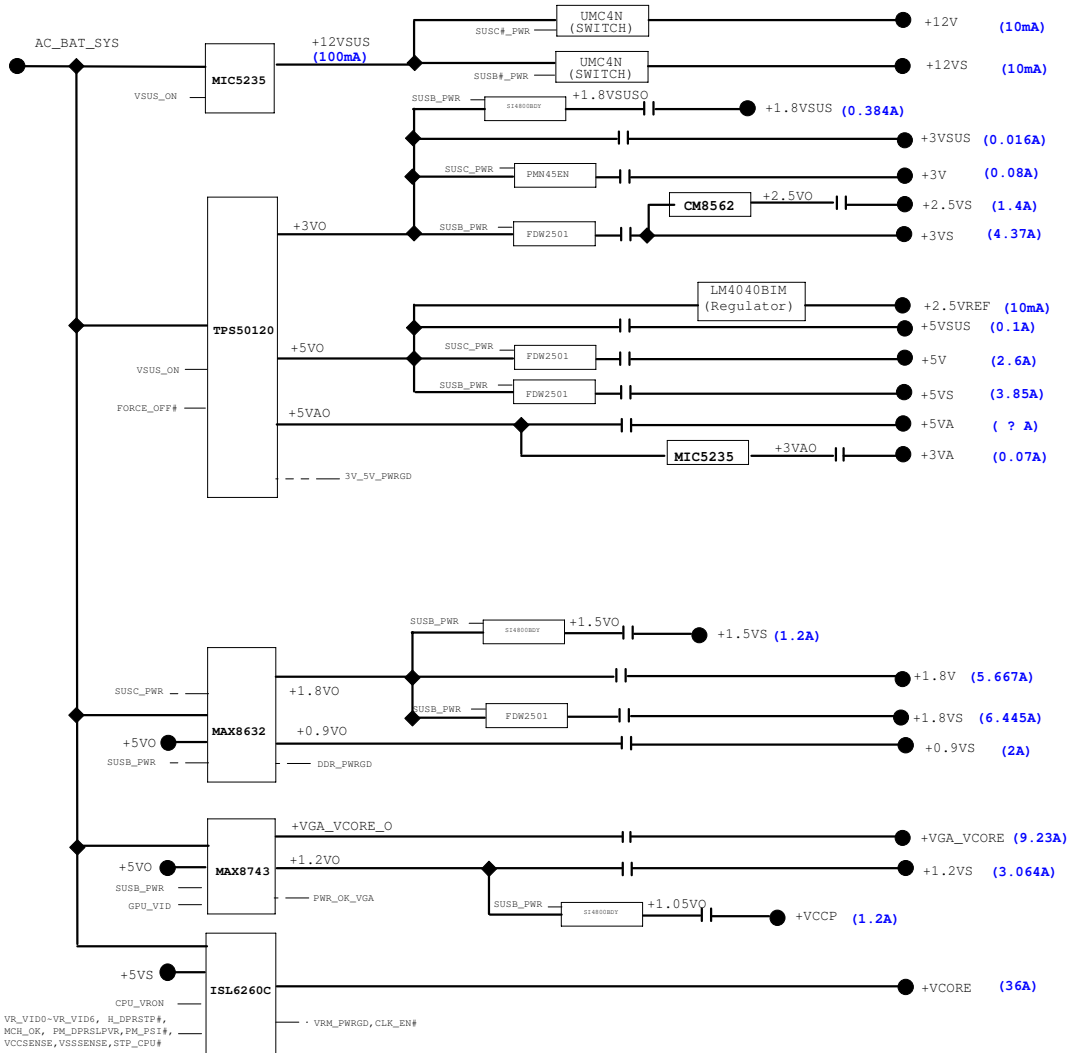 AC_BAT_SYS
MIC5235
VSUS_ON
+12VSUS
(100mA)
SUSC#_PWR
UMC4N
(SWITCH)
+12V (10mA)
SUSB#_PWR
UMC4N
(SWITCH)
+12VS (10mA)
SUSB_PWR
SI4800BDY
+1.8VSUSO
+1.8VSUS (0.384A)
+3VSUS (0.016A)
SUSC_PWR
PMN45EN
+3V (0.08A)
CM8562
+2.5VO
+2.5VS (1.4A)
+3VO
SUSB_PWR
FDW2501
+3VS (4.37A)
TPS50120
VSUS_ON
FORCE_OFF#
LM4040BIM
(Regulator)
+2.5VREF (10mA)
+5VSUS (0.1A)
+5VO
SUSC_PWR
FDW2501
+5V (2.6A)
SUSB_PWR
FDW2501
+5VS (3.85A)
+5VAO
+5VA ( ? A)
MIC5235
+3VAO
+3VA (0.07A)
3V_5V_PWRGD
SUSB_PWR
SI4800BDY
+1.5VO
+1.5VS (1.2A)
SUSC_PWR
MAX8632
+1.8VO
+1.8V (5.667A)
SUSB_PWR
FDW2501
+1.8VS (6.445A)
+5VO
+0.9VO
+0.9VS (2A)
SUSB_PWR
DDR_PWRGD
+VGA_VCORE_O
+VGA_VCORE (9.23A)
+5VO
MAX8743
+1.2VO
+1.2VS (3.064A)
SUSB_PWR
GPU_VID
PWR_OK_VGA
SUSB_PWR
SI4800BDY
+1.05VO
+VCCP (1.2A)
+5VS
ISL6260C
+VCORE (36A)
CPU_VRON
VR_VID0~VR_VID6, H_DPRSTP#,
MCH_OK, PM_DPRSLPVR,PM_PSI#,
VCCSENSE,VSSSENSE,STP_CPU#
VRM_PWRGD,CLK_EN#